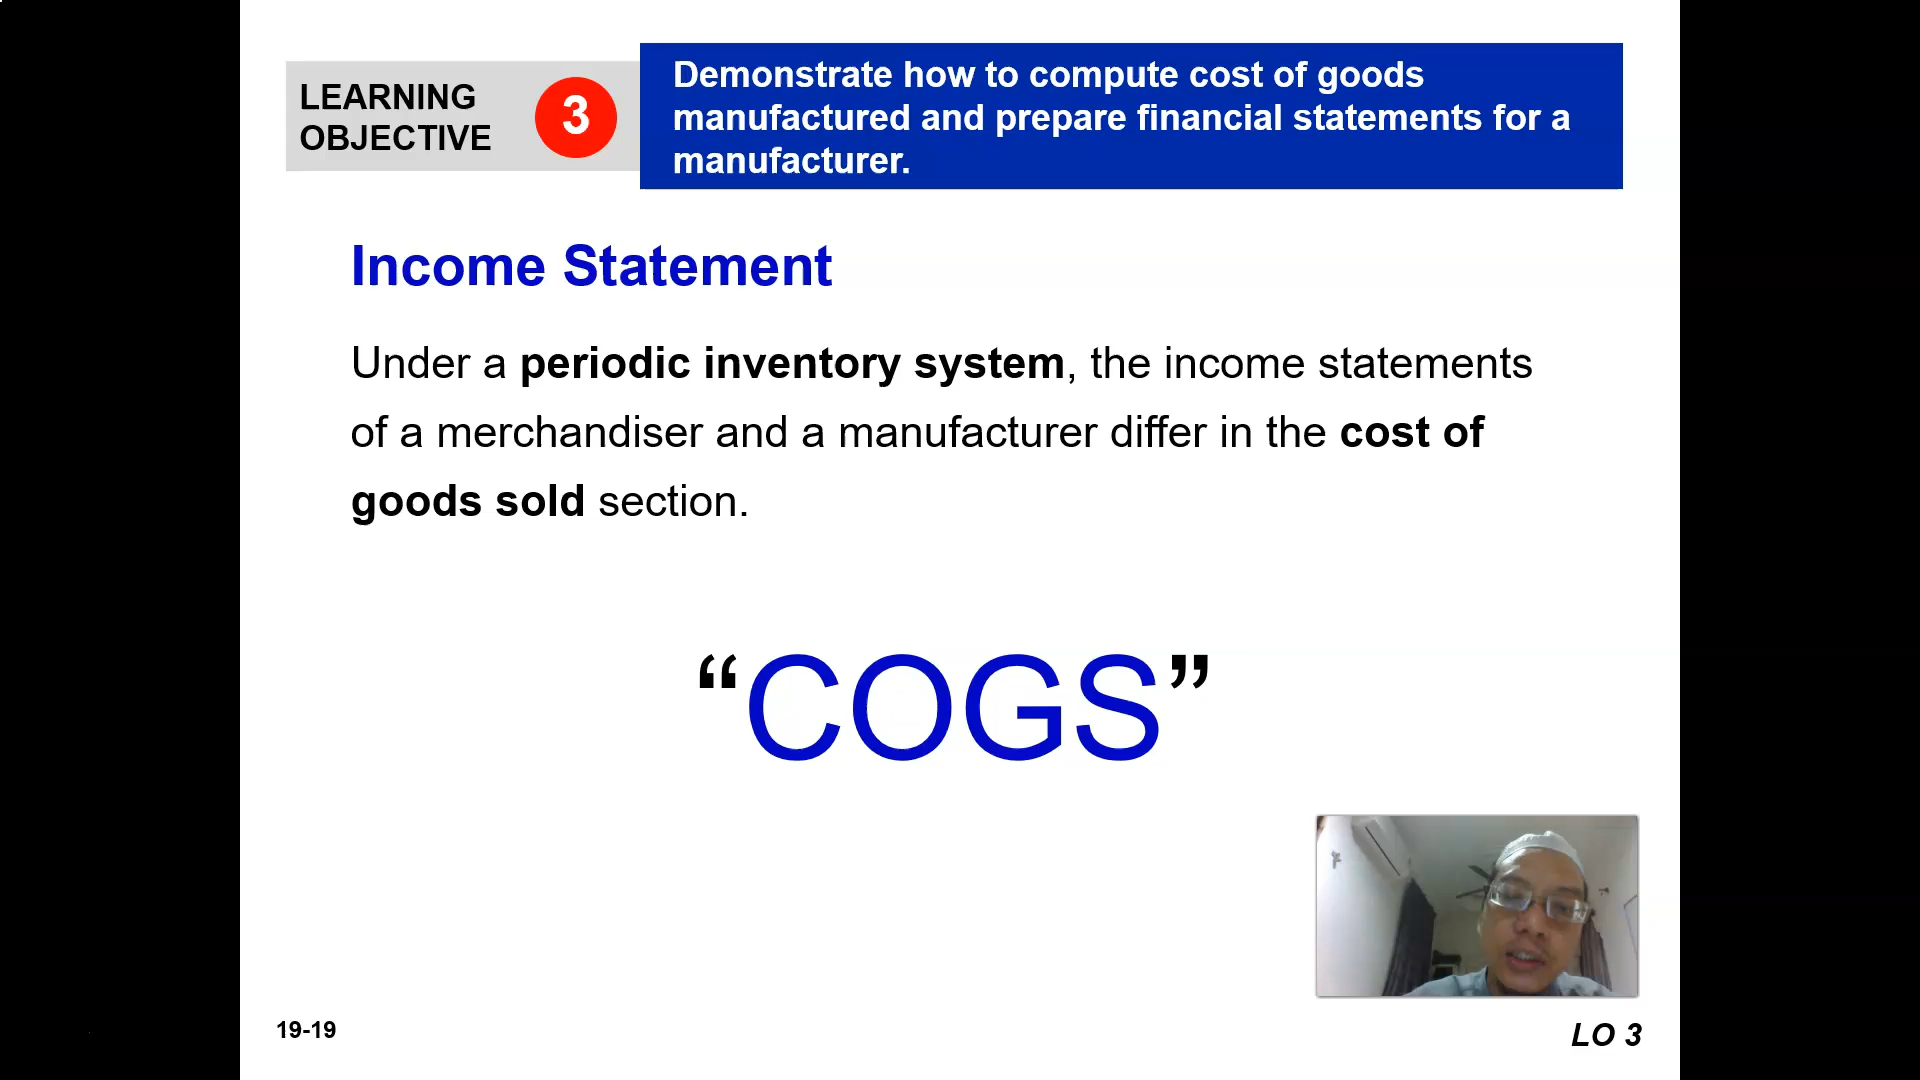 LEARNING
OBJECTIVE
3
Demonstrate how to compute cost of goods
manufactured and prepare financial statements for a
manufacturer.
Income Statement
Under a periodic inventory system, the income statements
of a merchandiser and a manufacturer differ in the cost of
goods sold section.
“COGS”
19-19
LO 3